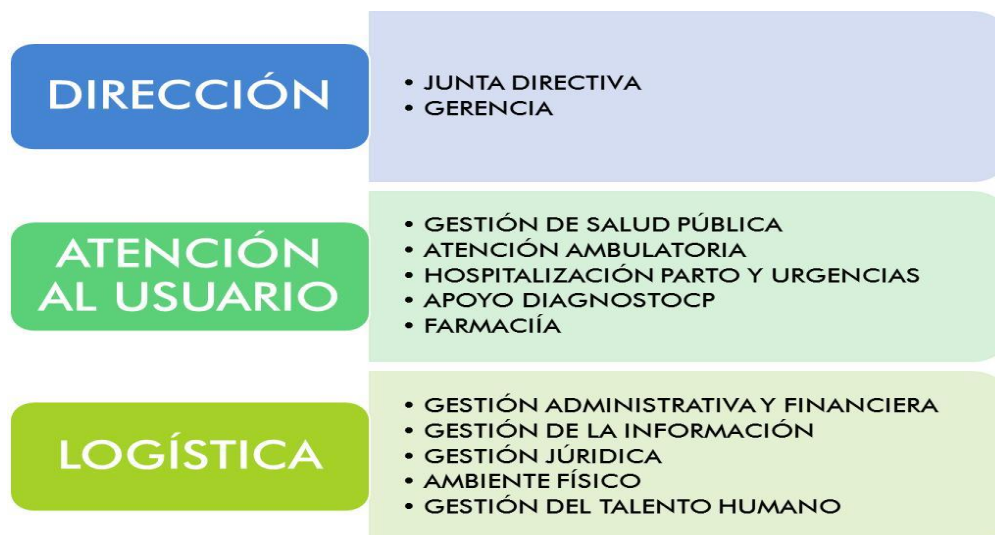 DIRECCIÓN
• JUNTA DIRECTIVA
• GERENCIA
ATENCIÓN
AL USUARIO
• GESTIÓN DE SALUD PÚBLICA
• ATENCIÓN AMBULATORIA
• HOSPITALIZACIÓN PARTO Y URGENCIAS
• APOYO DIAGNOSTOCP
• FARMACIÍA
LOGÍSTICA
• GESTIÓN ADMINISTRATIVA Y FINANCIERA
• GESTIÓN DE LA INFORMACIÓN
• GESTIÓN JÚRIDICA
• AMBIENTE FÍSICO
• GESTIÓN DEL TALENTO HUMANO